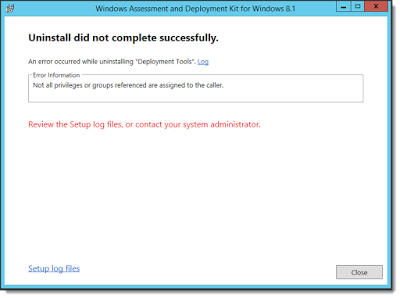 Windows Assessment and Deployment Kit for Windows 8.1
Uninstall did not complete successfully.
An error occurred while uninstalling "Deployment Tools". Log
Error Information
Not all privileges or groups referenced are assigned to the caller.
Review the Setup log files, or contact your system administrator.
Setup log files
Close